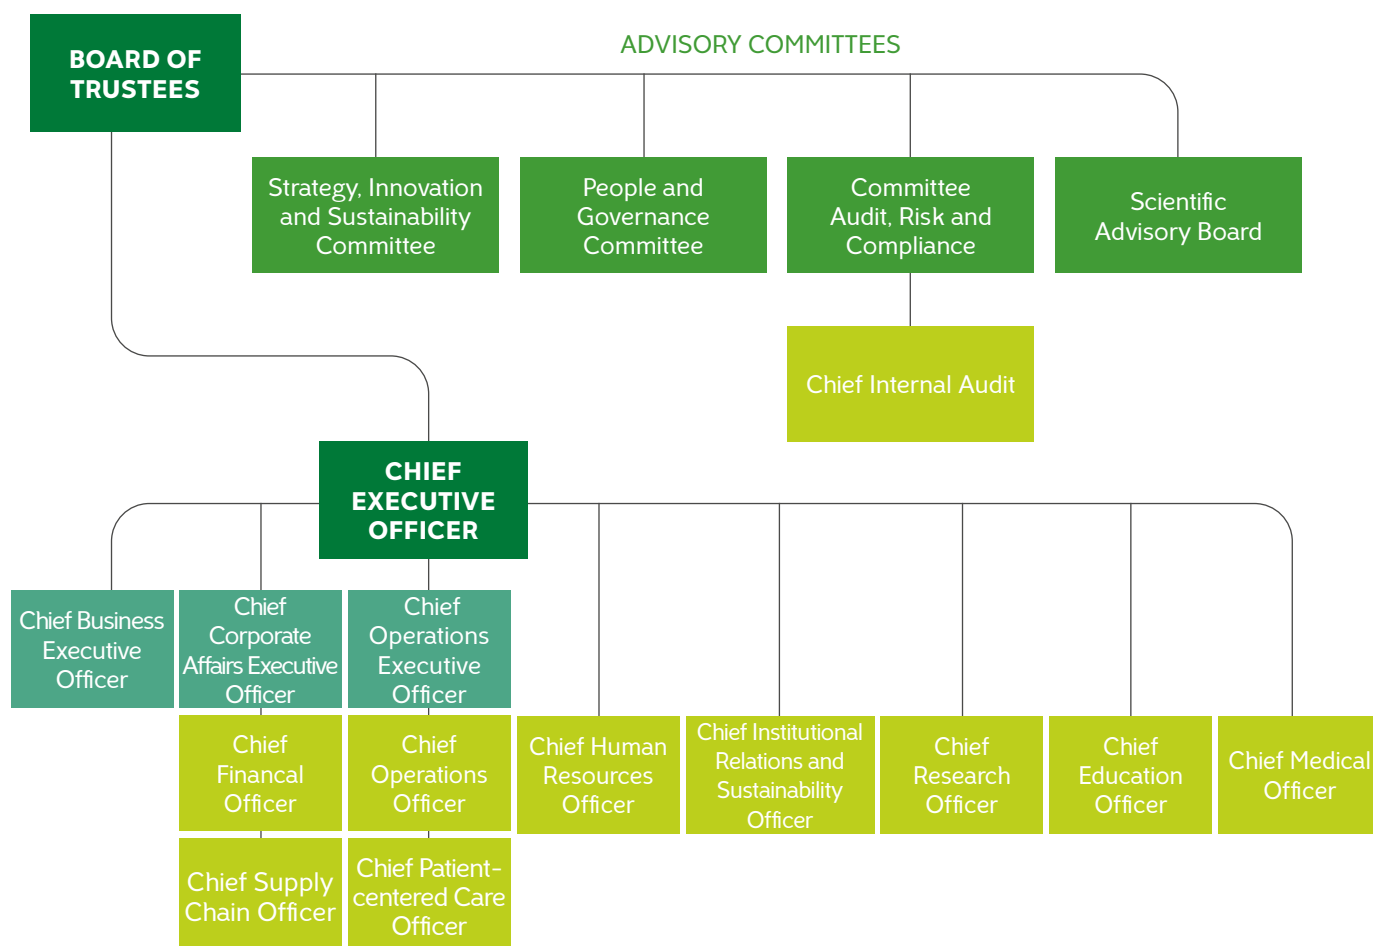 ADVISORY COMMITTEES
BOARD OF
TRUSTEES
Strategy, Innovation
and Sustainability
Committee
People and
Governance
Committee
Committee
Audit, Risk and
Compliance
Scientific
Advisory Board
Chief Internal Audit
CHIEF
EXECUTIVE
OFFICER
Chief Business
Executive
Officer
Chief
Corporate
Affairs Executive
Officer
Chief
Operations
Executive
Officer
Chief
Financal
Officer
Chief
Operations
Officer
Chief Human
Resources
Officer
Chief Institutional
Relations and
Sustainability
Officer
Chief
Research
Officer
Chief
Education
Officer
Chief Medical
Officer
Chief Supply
Chain Officer
Chief Patient-
centered Care
Officer